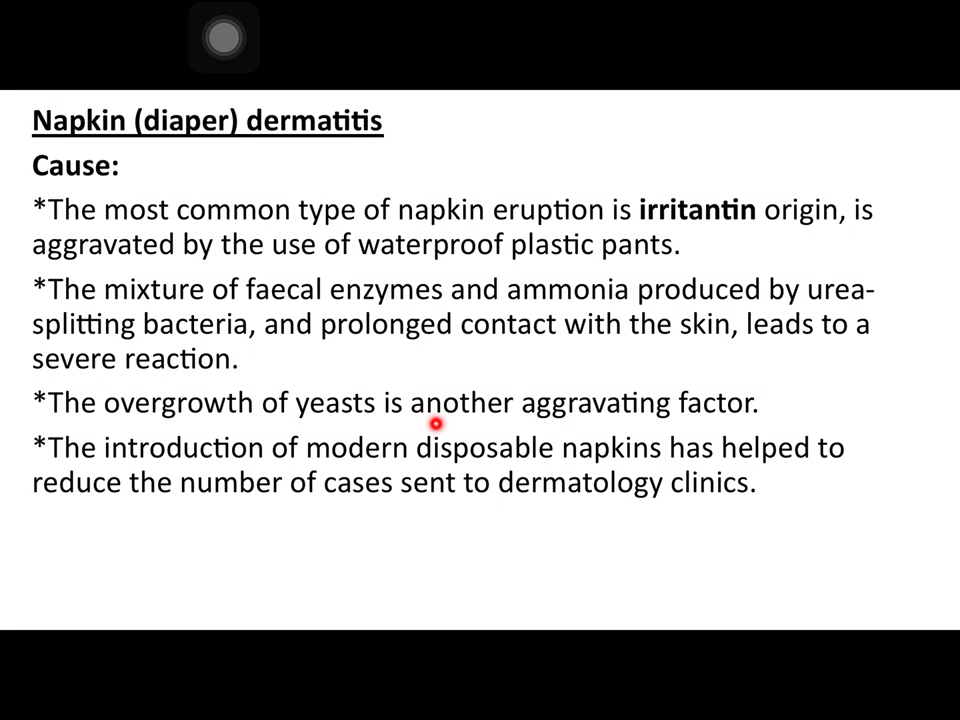 Napkin (diaper) dermatitis
Cause:
*The most common type of napkin eruption is irritantin origin, is
aggravated by the use of waterproof plastic pants.
*The mixture of faecal enzymes and ammonia produced by urea-
splitting bacteria, and prolonged contact with the skin, leads to a
severe reaction.
*The overgrowth of yeasts is another aggravating factor.
*The introduction of modern disposable napkins has helped to
reduce the number of cases sent to dermatology clinics.